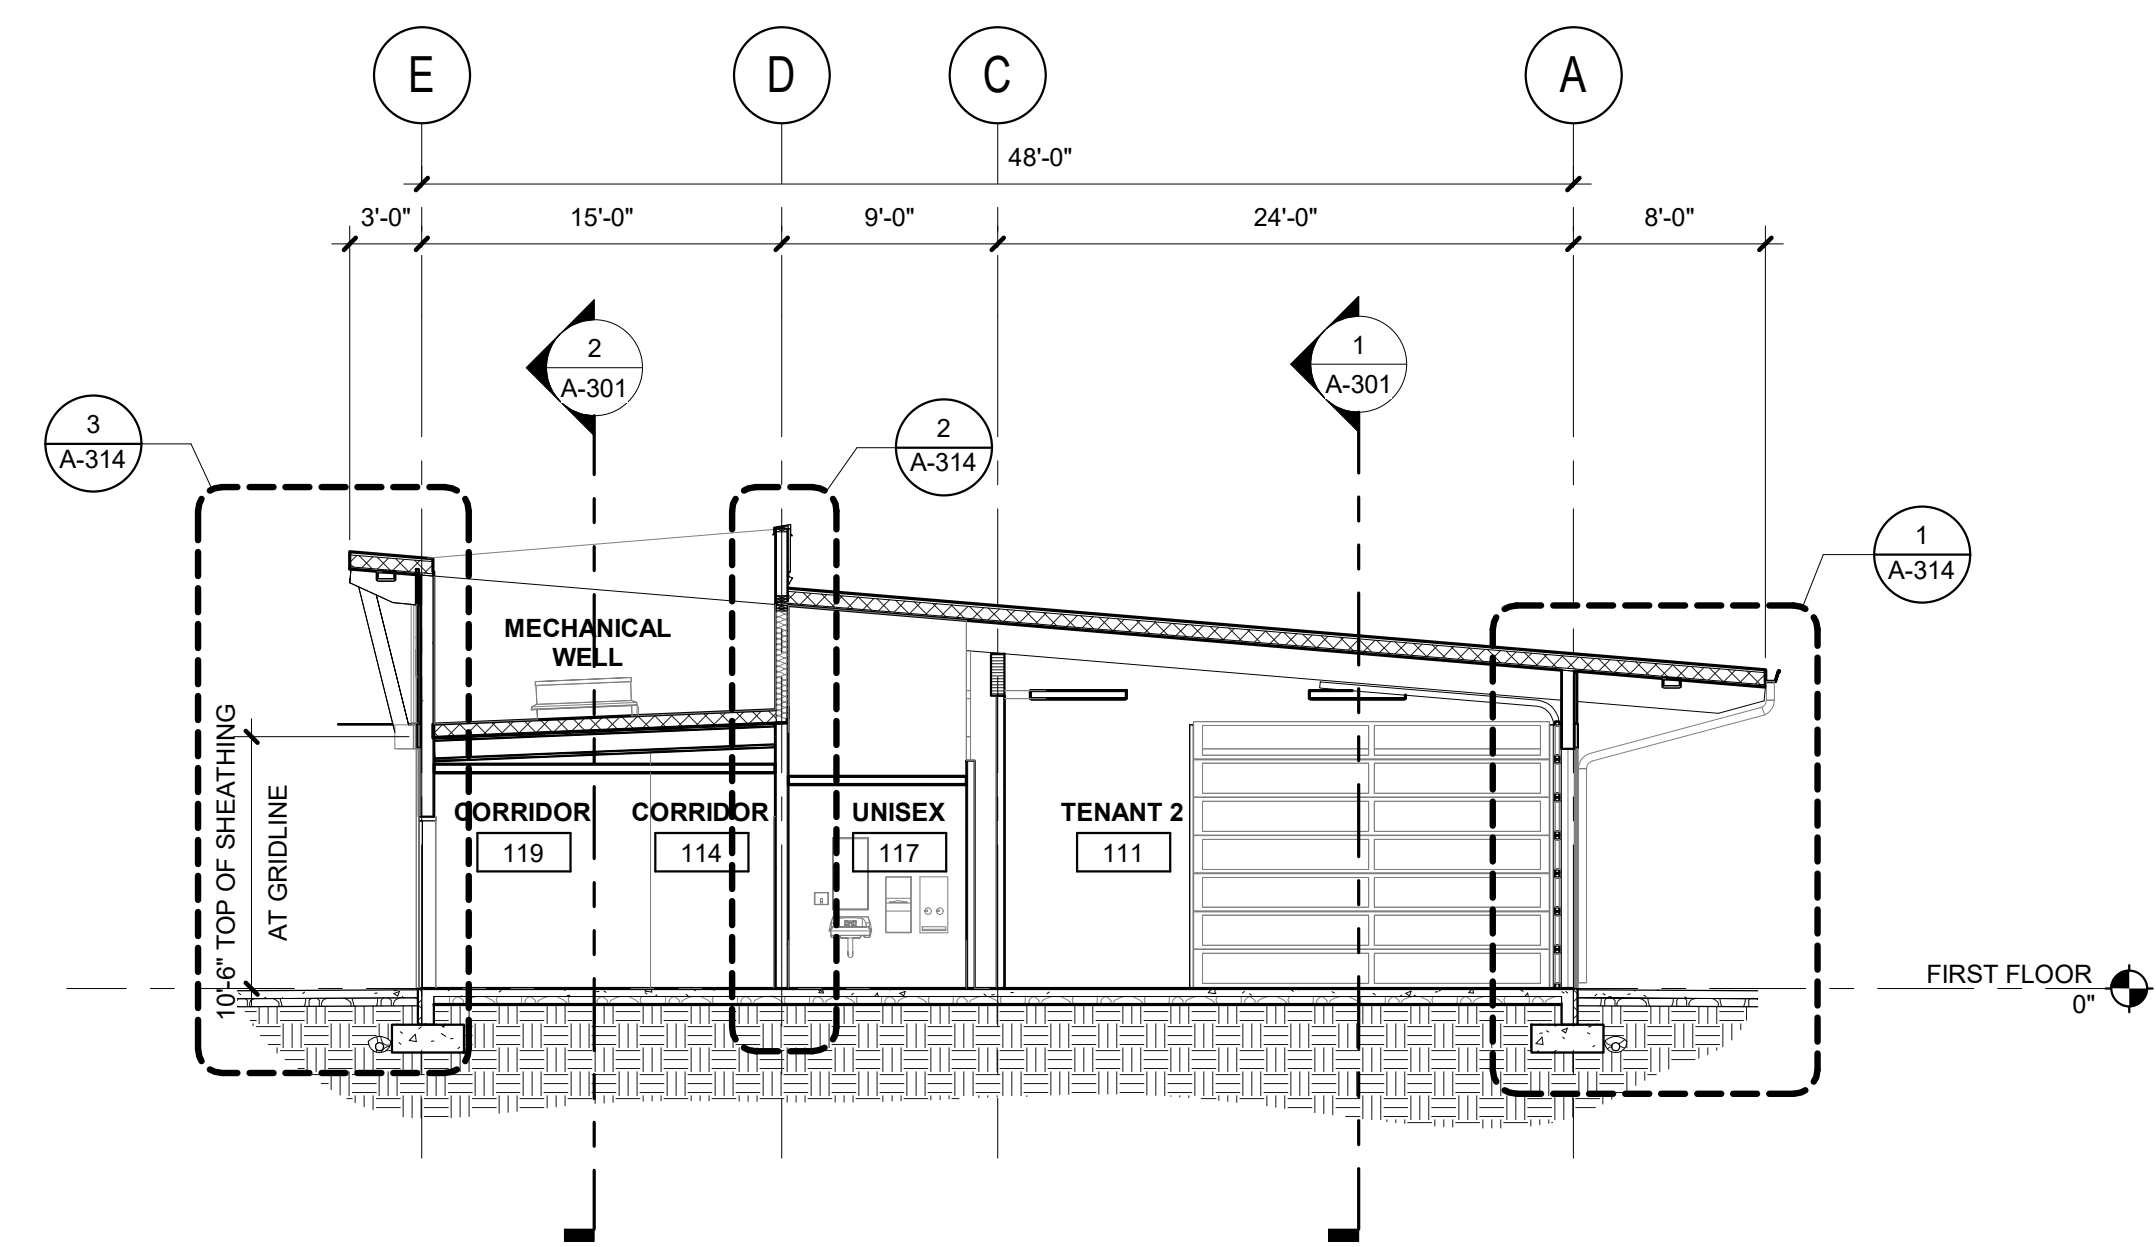 E
D
C
A
48'-0"
3'-0"
15'-0"
9'-0"
24'-0"
8'-0"
2
A-301
1
A-301
3
A-314
2
A-314
1
A-314
MECHANICAL
WELL
10'-6" TOP OF SHEATHING
AT GRIDLINE
CORRIDOR
119
CORRIDOR
114
UNISEX
117
TENANT 2
111
FIRST FLOOR
0"